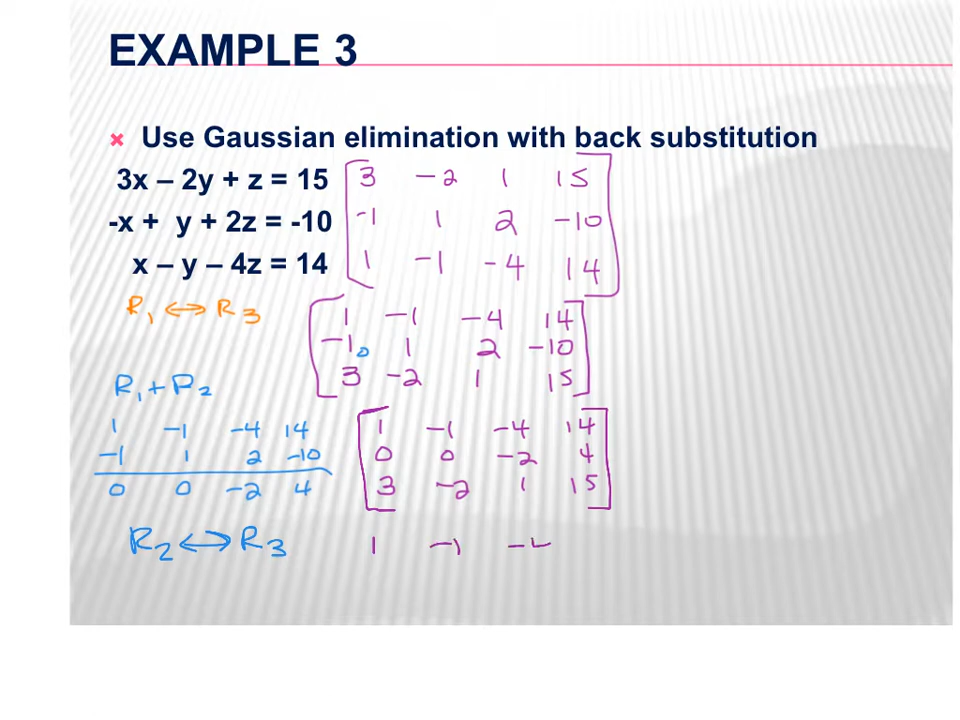 EXAMPLE 3
Use Gaussian elimination with back substitution
3x – 2y + z = 15
3 -2 1 15
-x + y + 2z = -10
-1 1 2 -10
x – y – 4z = 14
1 -1 -4 14
R1 ↔ R3
1 -1 -4 14
-1 0 1 2 -10
3 -2 1 15
R1 + R2
1 -1 -4 14
-1 1 2 -10
0 0 -2 4
1 -1 -4 14
0 0 -2 4
3 -2 1 15
R2 ↔ R3
1 -1 -4